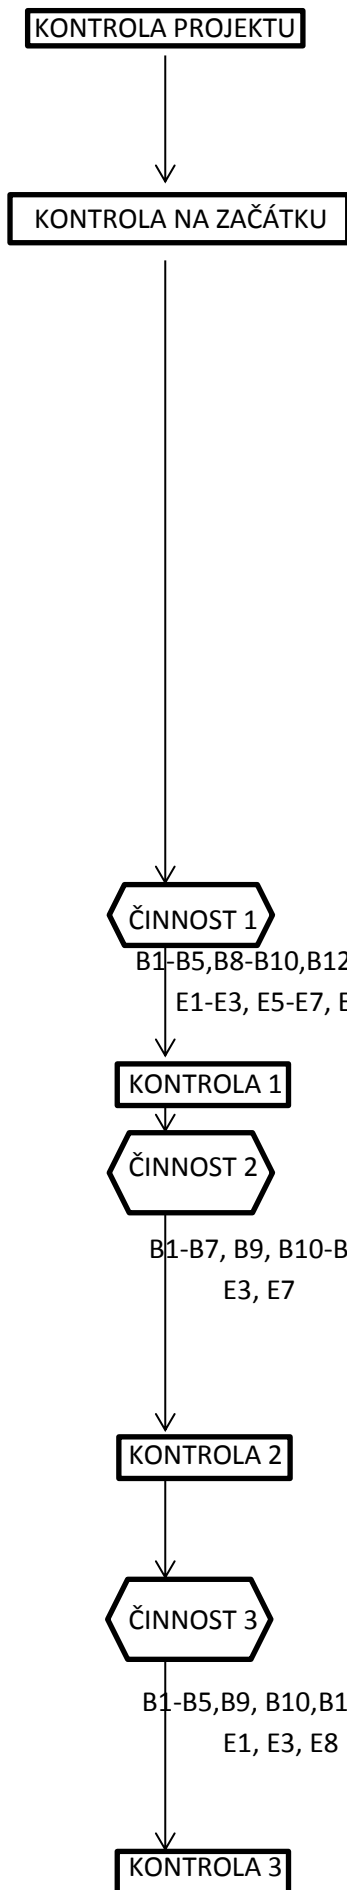 KONTROLA PROJEKTU
KONTROLA NA ZAČÁTKU
ČINNOST 1
B1-B5,B8-B10,B12
E1-E3, E5-E7, E
KONTROLA 1
ČINNOST 2
B1-B7, B9, B10-B
E3, E7
KONTROLA 2
ČINNOST 3
B1-B5,B9, B10,B1
E1, E3, E8
KONTROLA 3